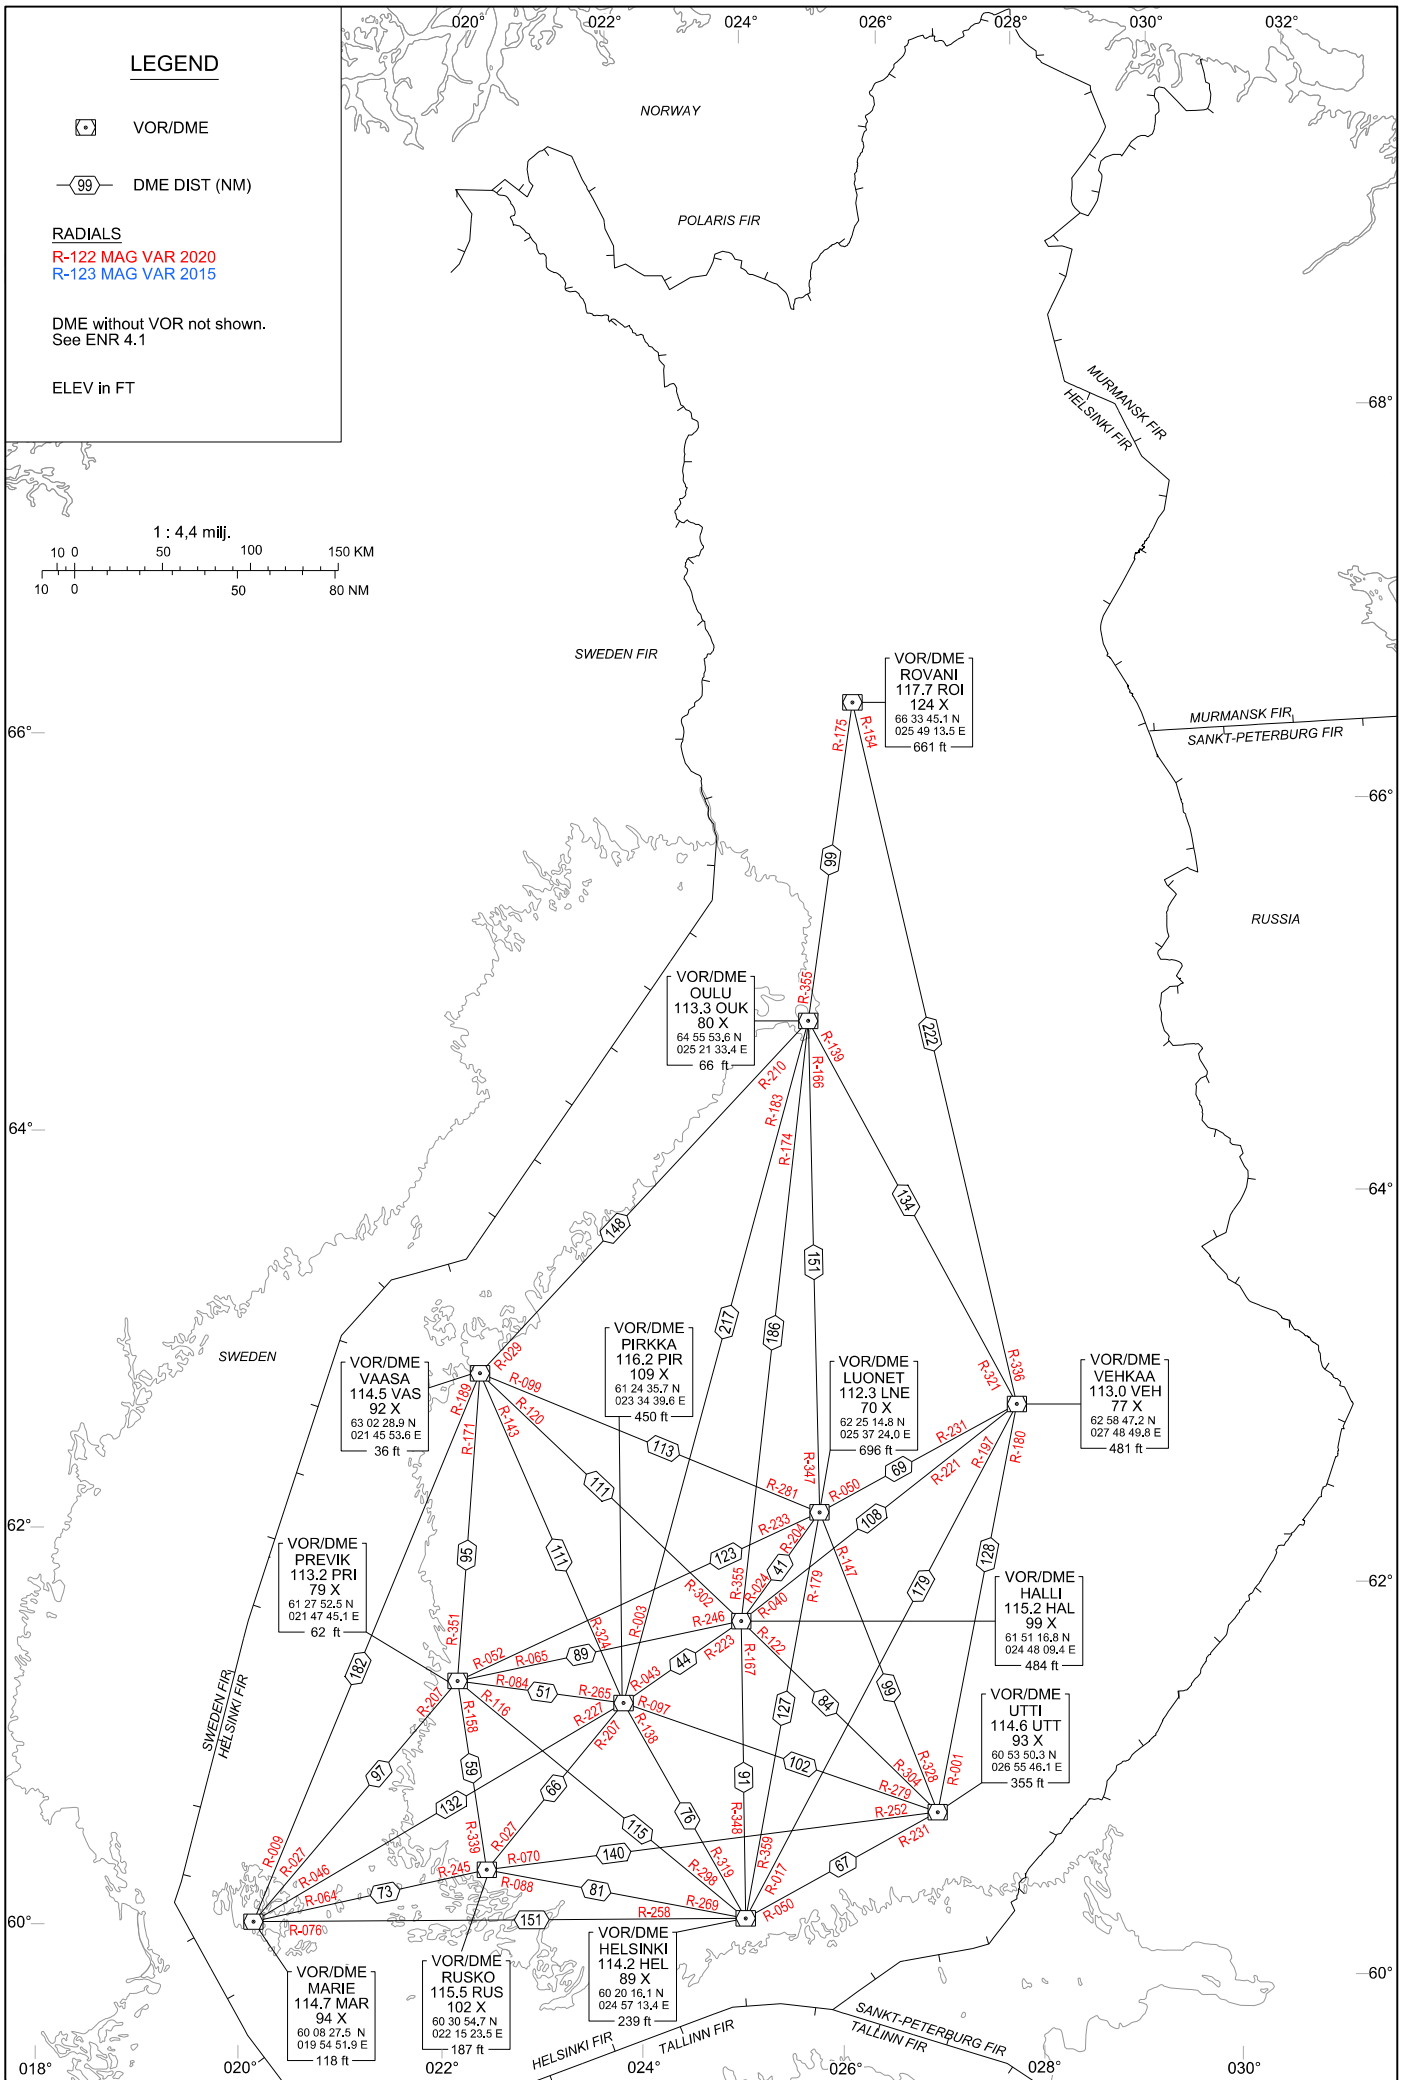 020°
022°
024°
026°
028°
030°
032°
LEGEND
VOR/DME
99
DME DIST (NM)
RADIALS
R-122 MAG VAR 2020
R-123 MAG VAR 2015
DME without VOR not shown.
See ENR 4.1
ELEV in FT
NORWAY
POLARIS FIR
MURMANSK FIR
HELSINKI FIR
68°
1 : 4,4 milj.
10 0 50 100 150 KM
10 0 50 80 NM
SWEDEN FIR
VOR/DME
ROVANI
117.7 ROI
124 X
66 33 45.1 N
025 49 13.5 E
661 ft
R-175
R-154
MURMANSK FIR
SANKT-PETERBURG FIR
66°
66°
99
RUSSIA
VOR/DME
OULU
113.3 OUK
80 X
64 55 53.6 N
025 21 33.4 E
66 ft
R-355
R-139
R-166
R-210
R-183
R-174
222
64°
64°
134
148
151
217
186
SWEDEN
VOR/DME
VAASA
114.5 VAS
92 X
63 02 28.9 N
021 45 53.6 E
36 ft
R-029
R-099
R-120
R-143
R-189
R-171
VOR/DME
PIRKKA
116.2 PIR
109 X
61 24 35.7 N
023 34 39.6 E
450 ft
VOR/DME
LUONET
112.3 LNE
70 X
62 25 14.8 N
025 37 24.0 E
696 ft
R-336
R-321
VOR/DME
VEHKAA
113.0 VEH
77 X
62 58 47.2 N
027 48 49.8 E
481 ft
R-231
R-221
R-197
R-180
113
111
69
108
R-347
R-281
R-050
R-233
R-204
R-179
R-147
62°
62°
95
111
123
41
128
179
VOR/DME
PREVIK
113.2 PRI
79 X
61 27 52.5 N
021 47 45.1 E
62 ft
R-302
R-355
R-024
R-040
R-246
R-223
R-167
R-122
VOR/DME
HALLI
115.2 HAL
99 X
61 51 16.8 N
024 48 09.4 E
484 ft
R-351
R-052
R-065
R-084
R-116
R-158
R-207
89
51
44
182
R-324
R-003
R-043
R-265
R-097
R-227
R-207
R-138
SWEDEN FIR
HELSINKI FIR
99
84
127
VOR/DME
UTTI
114.6 UTT
93 X
60 53 50.3 N
026 55 46.1 E
355 ft
R-001
R-328
R-304
R-279
R-252
R-231
97
59
66
132
102
91
76
115
140
67
R-009
R-027
R-046
R-064
R-076
73
R-339
R-027
R-070
R-245
R-088
81
R-348
R-359
R-319
R-298
R-269
R-258
R-017
R-050
151
60°
60°
VOR/DME
MARIE
114.7 MAR
94 X
60 08 27.5 N
019 54 51.9 E
118 ft
VOR/DME
RUSKO
115.5 RUS
102 X
60 30 54.7 N
022 15 23.5 E
187 ft
VOR/DME
HELSINKI
114.2 HEL
89 X
60 20 16.1 N
024 57 13.4 E
239 ft
HELSINKI FIR
TALLINN FIR
SANKT-PETERBURG FIR
TALLINN FIR
018°
020°
022°
024°
026°
028°
030°